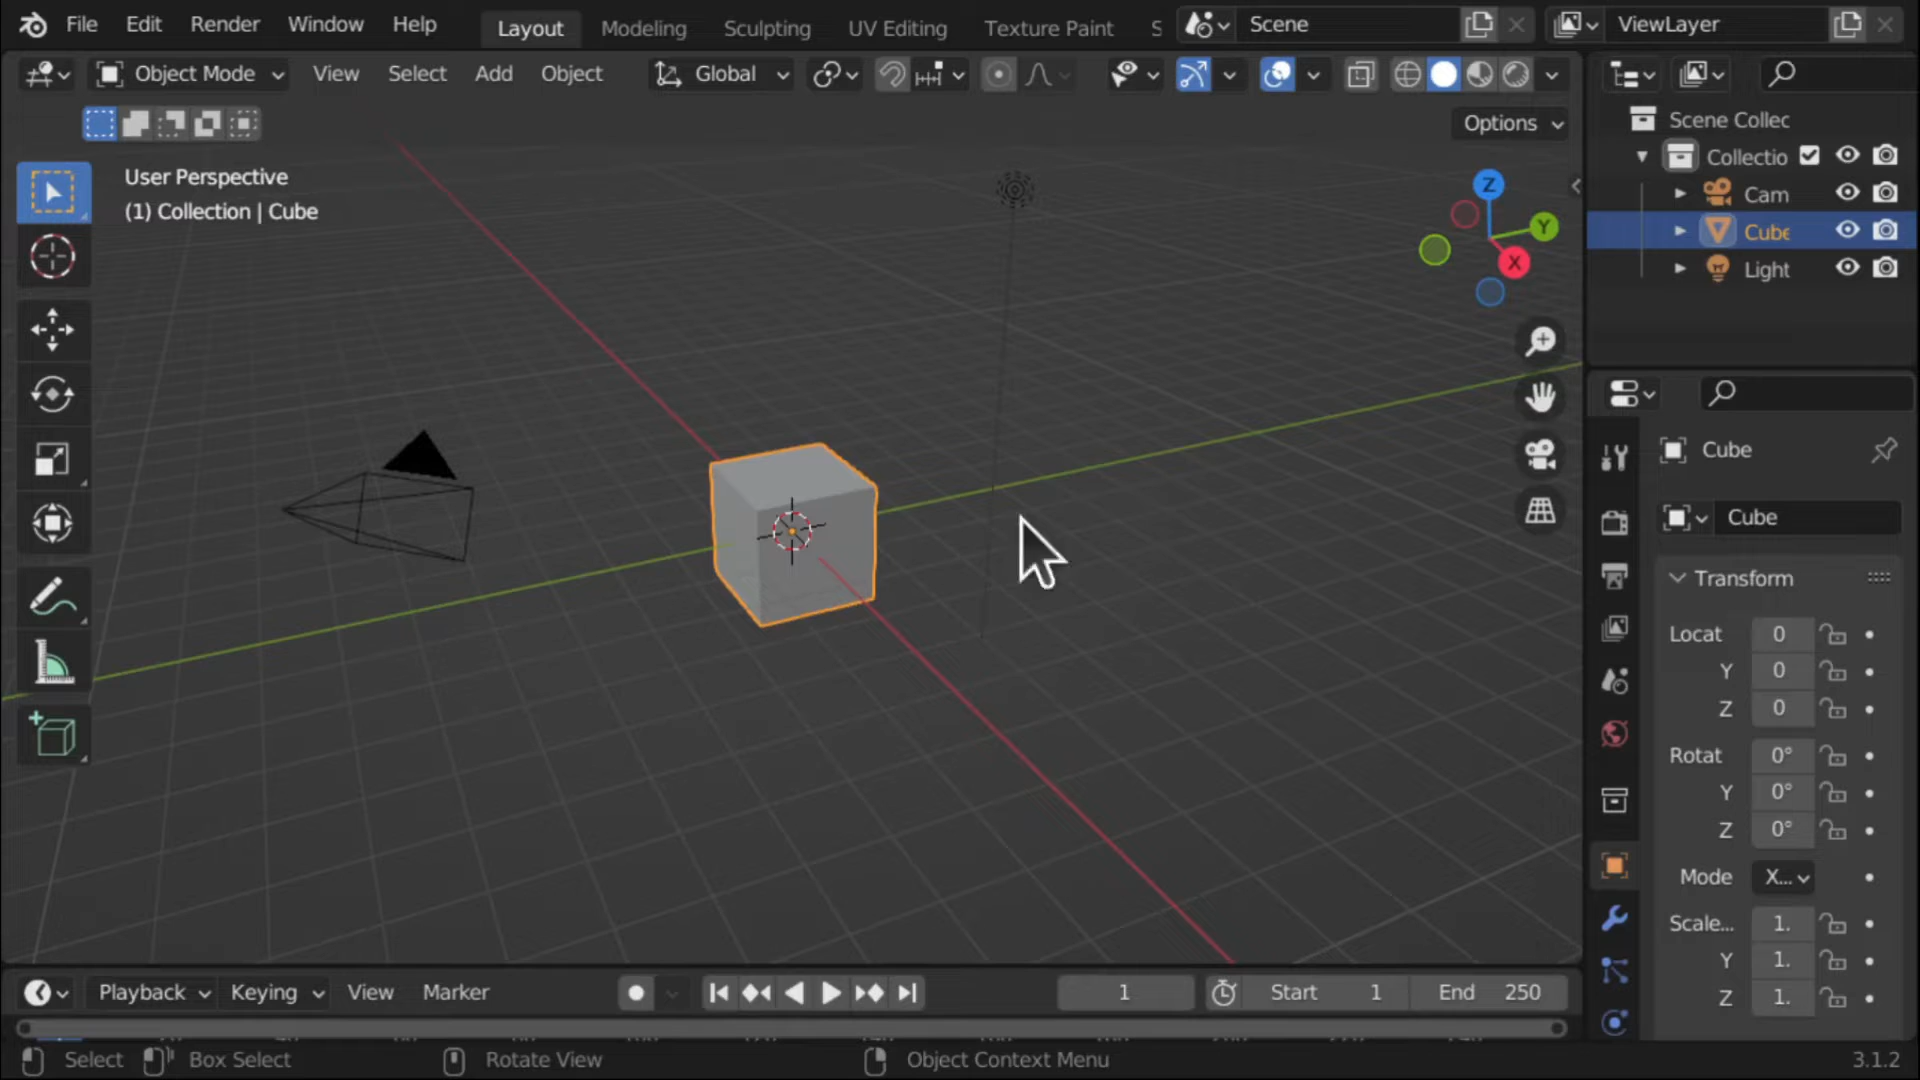 File Edit Render Window Help Layout Modeling Sculpting UV Editing Texture Paint S Scene ViewLayer
Object Mode View Select Add Object Global
Options
User Perspective
(1) Collection | Cube
Z
Y
X
Scene Collec
Collectio
Cam
Cube
Light
Cube
Cube
Transform
Locat 0
Y 0
Z 0
Rotat 0°
Y 0°
Z 0°
Mode X...
Scale... 1.
Y 1.
Z 1.
Playback Keying View Marker 1 Start 1 End 250
Select Box Select Rotate View Object Context Menu 3.1.2